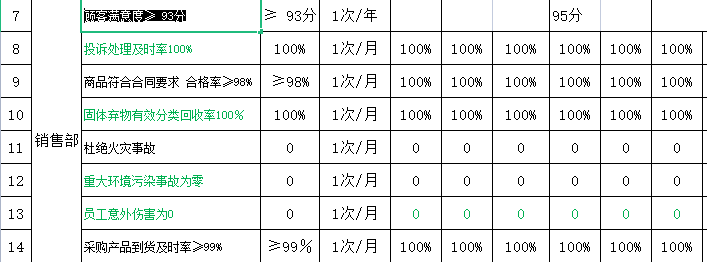 7 顾客满意度≥ 93分 ≥ 93分 1次/年 95分
8 投诉处理及时率100% 100% 1次/月 100% 100% 100% 100% 100% 100%
9 商品符合合同要求 合格率≥98% ≥98% 1次/月 100% 100% 100% 100% 100% 100%
10 固体弃物有效分类回收率100% 100% 1次/月 100% 100% 100% 100% 100% 100%
销售部
11 杜绝火灾事故 0 1次/月 0 0 0 0 0 0
12 重大环境污染事故为零 0 1次/月 0 0 0 0 0 0
13 员工意外伤害为0 0 1次/月 0 0 0 0 0 0
14 采购产品到货及时率≥99% ≥99% 1次/月 100% 100% 100% 100% 100% 100%